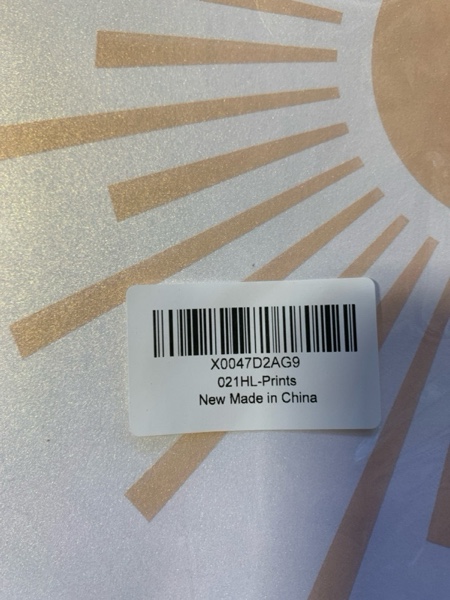 X0047D2AG9
021HL-Prints
New Made in China